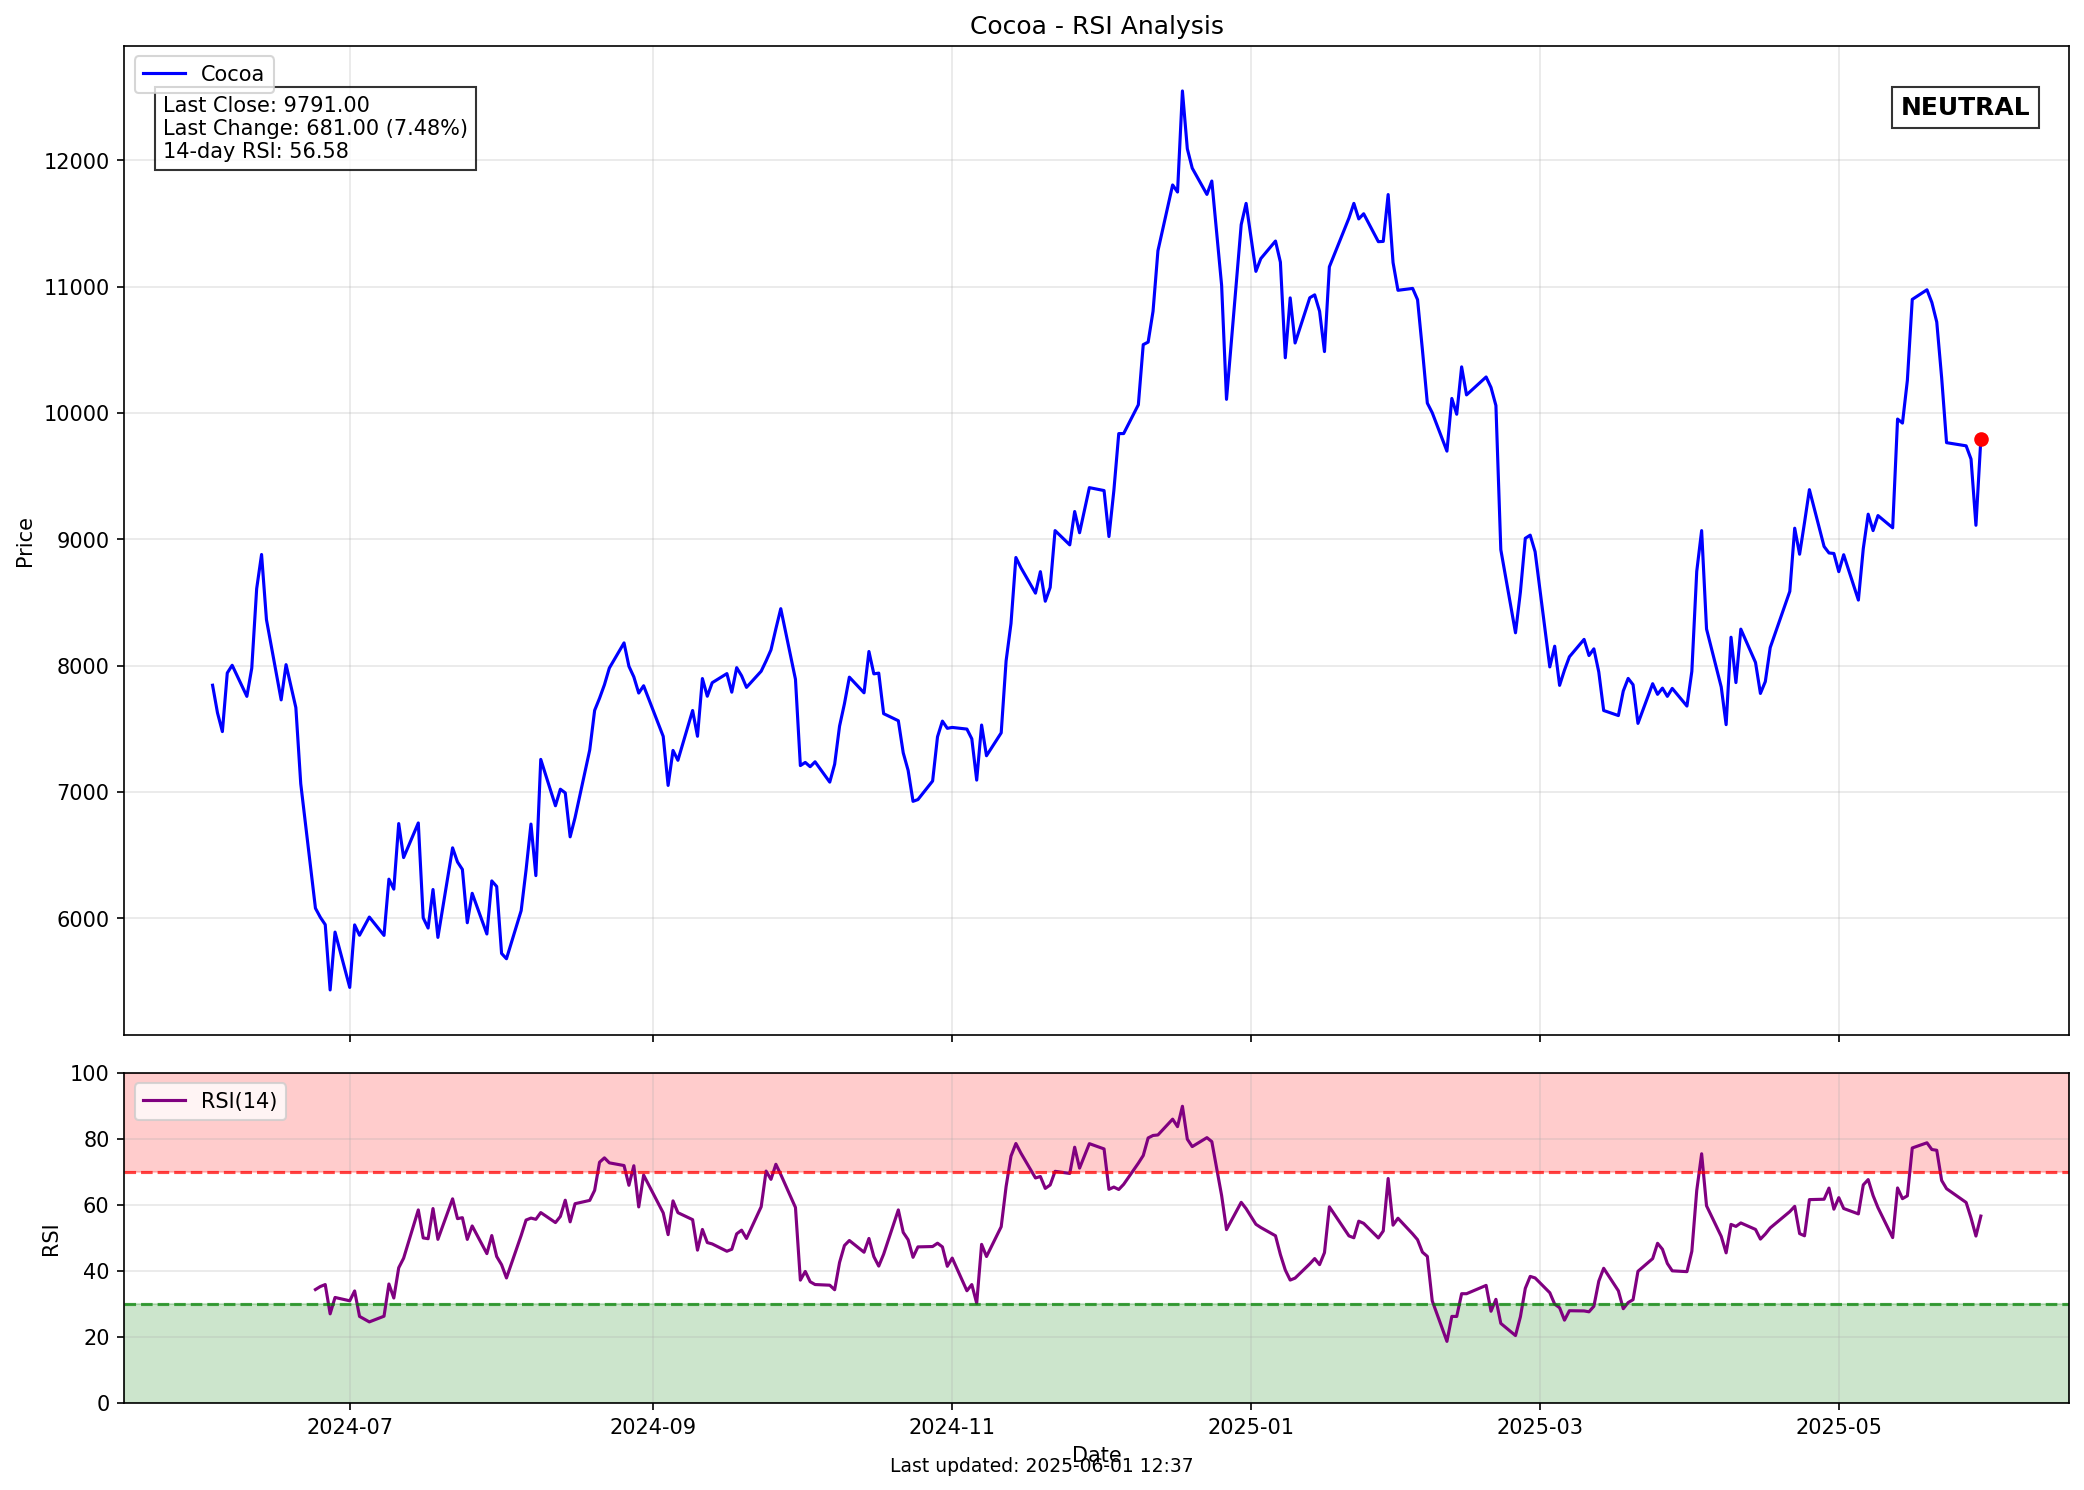 Cocoa - RSI Analysis
Cocoa
Last Close: 9791.00
Last Change: 681.00 (7.48%)
14-day RSI: 56.58
NEUTRAL
Price
12000
11000
10000
9000
8000
7000
6000
RSI(14)
RSI
100
80
60
40
20
0
2024-07
2024-09
2024-11
2025-01
2025-03
2025-05
Date
Last updated: 2025-06-01 12:37